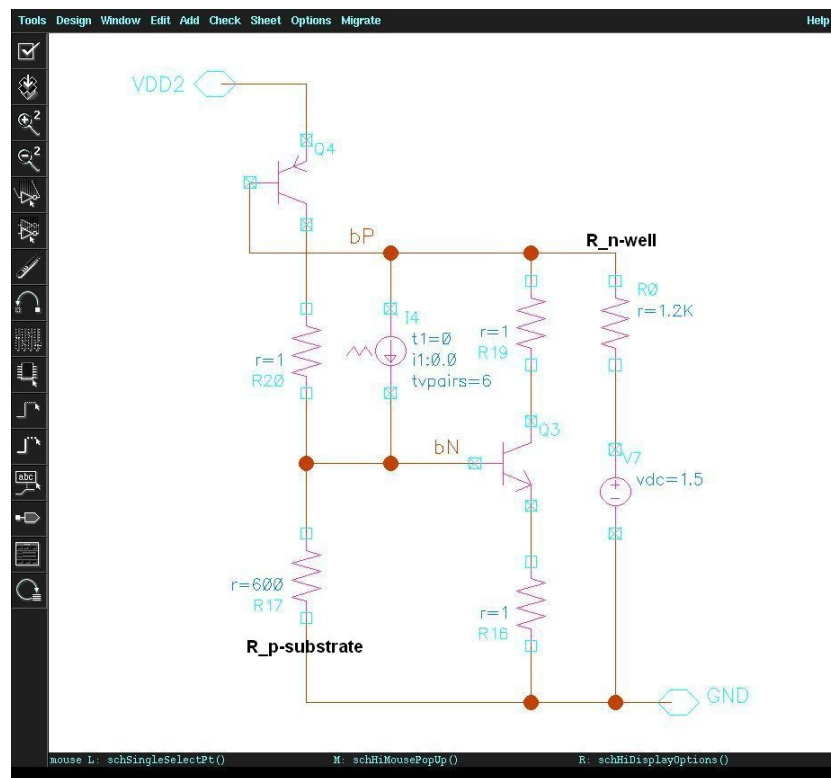 Tools Design Window Edit Add Check Sheet Options Migrate Help
VDD2
Q4
bP
R_n-well
R0
r=1.2K
I4
t1=0
i1:0.0
tvpairs=6
r=1
R19
r=1
R20
bN
Q3
V7
vdc=1.5
r=600
R17
r=1
R16
R_p-substrate
GND
mouse L: schSingleSelectPt() M: schHiMousePopUp() R: schHiDisplayOptions()